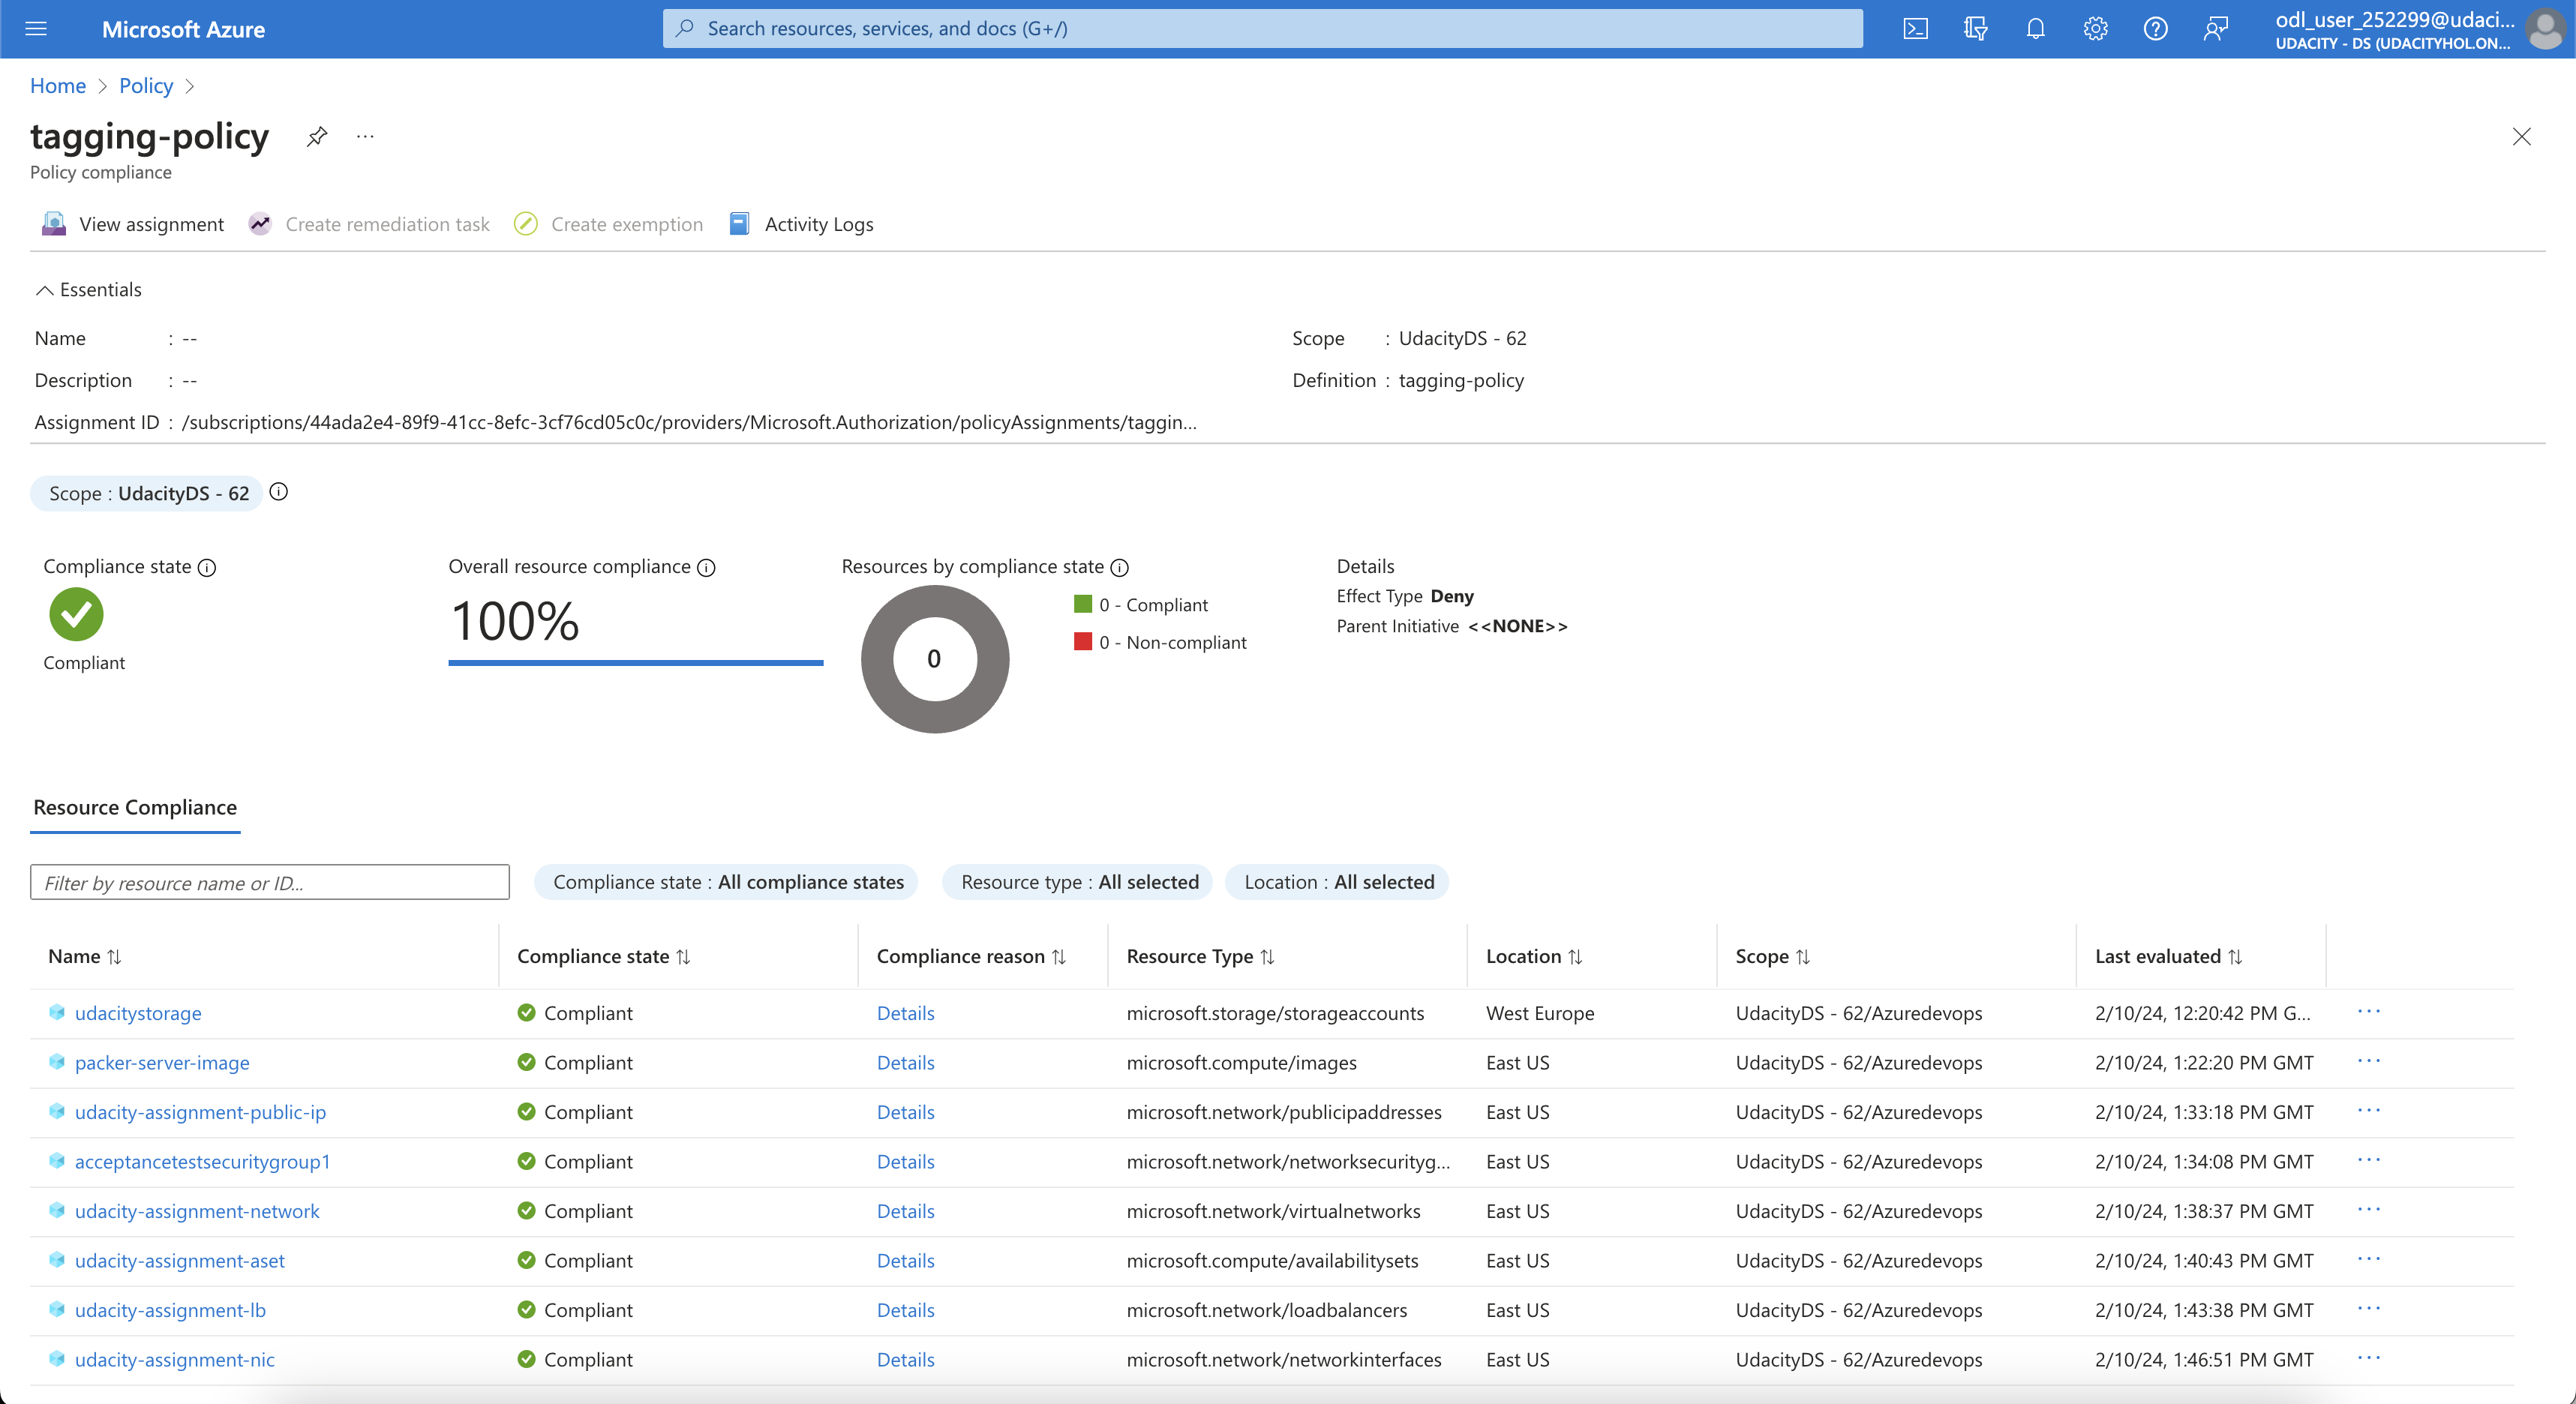 Microsoft Azure
Search resources, services, and docs (G+/)
odl_user_252299@udaci...
UDACITY - DS (UDACITYHOL.ON...
Home > Policy >
tagging-policy ...
Policy compliance
View assignment Create remediation task Create exemption Activity Logs
Essentials
Name : --
Scope : UdacityDS - 62
Description : --
Definition : tagging-policy
Assignment ID : /subscriptions/44ada2e4-89f9-41cc-8efc-3cf76cd05c0c/providers/Microsoft.Authorization/policyAssignments/taggin...
Scope : UdacityDS - 62
Compliance state
Compliant
Overall resource compliance
100%
Resources by compliance state
0
0 - Compliant
0 - Non-compliant
Details
Effect Type Deny
Parent Initiative <<NONE>>
Resource Compliance
Filter by resource name or ID...
Compliance state : All compliance states
Resource type : All selected
Location : All selected
Name Compliance state Compliance reason Resource Type Location Scope Last evaluated
udacitystorage Compliant Details microsoft.storage/storageaccounts West Europe UdacityDS - 62/Azuredevops 2/10/24, 12:20:42 PM G... ...
packer-server-image Compliant Details microsoft.compute/images East US UdacityDS - 62/Azuredevops 2/10/24, 1:22:20 PM GMT ...
udacity-assignment-public-ip Compliant Details microsoft.network/publicipaddresses East US UdacityDS - 62/Azuredevops 2/10/24, 1:33:18 PM GMT ...
acceptancetestsecuritygroup1 Compliant Details microsoft.network/networksecurityg... East US UdacityDS - 62/Azuredevops 2/10/24, 1:34:08 PM GMT ...
udacity-assignment-network Compliant Details microsoft.network/virtualnetworks East US UdacityDS - 62/Azuredevops 2/10/24, 1:38:37 PM GMT ...
udacity-assignment-aset Compliant Details microsoft.compute/availabilitysets East US UdacityDS - 62/Azuredevops 2/10/24, 1:40:43 PM GMT ...
udacity-assignment-lb Compliant Details microsoft.network/loadbalancers East US UdacityDS - 62/Azuredevops 2/10/24, 1:43:38 PM GMT ...
udacity-assignment-nic Compliant Details microsoft.network/networkinterfaces East US UdacityDS - 62/Azuredevops 2/10/24, 1:46:51 PM GMT ...